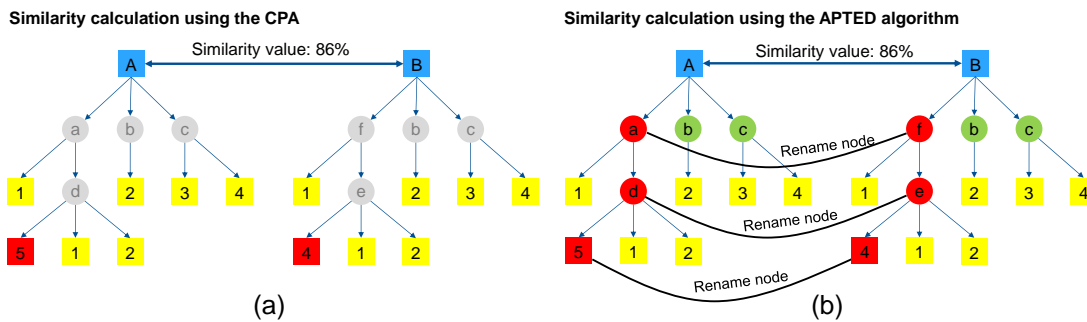 Similarity calculation using the CPA
Similarity value: 86%
A
B
a
b
c
f
b
c
1
2
3
4
1
2
3
4
d
e
5
1
2
4
1
2
(a)
Similarity calculation using the APTED algorithm
Similarity value: 86%
A
B
a
b
c
f
b
c
Rename node
1
2
3
4
1
2
3
4
d
e
Rename node
5
1
2
4
1
2
Rename node
(b)